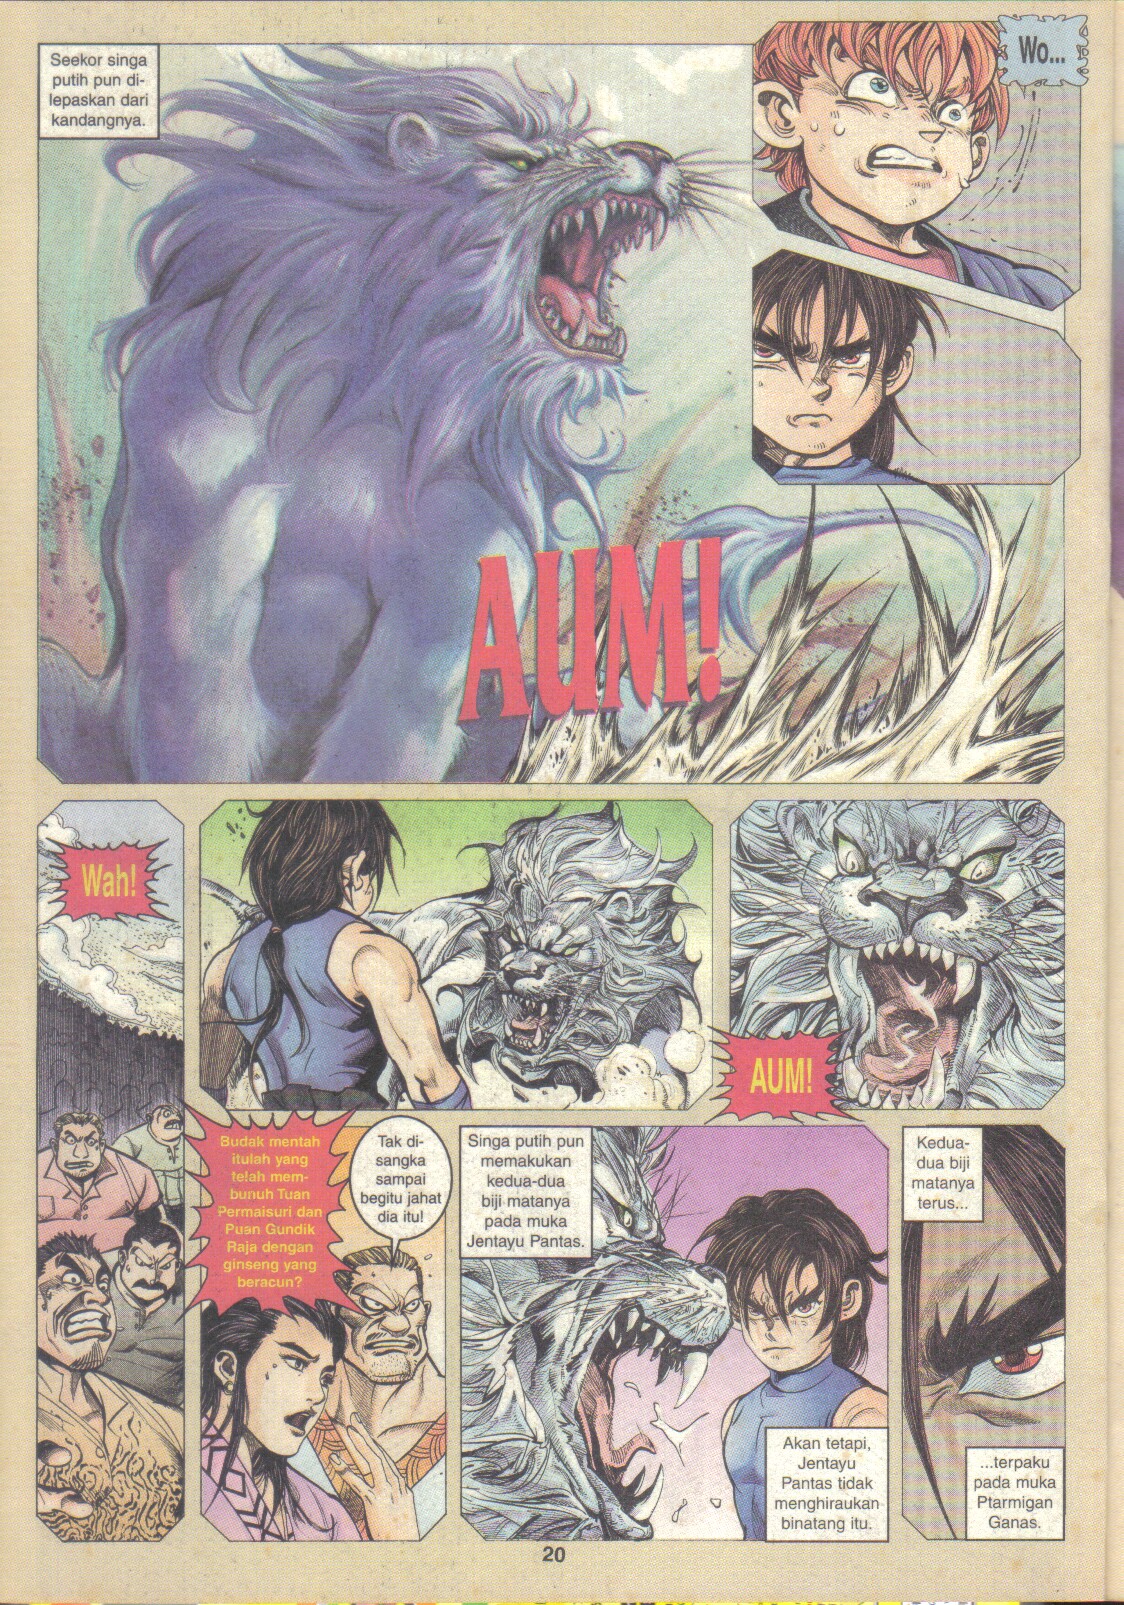 Seekor singa
putih pun di-
lepaskan dari
kandangnya.
Wo...
AUM!
Wah!
AUM!
Budak mentah
itulah yang
telah mem-
bunuh Tuan
Permaisuri dan
Puan Gundik
Raja dengan
ginseng yang
beracun?
Tak di-
sangka
sampai
begitu jahat
dia itu!
Singa putih pun
memakukan
kedua-dua
biji matanya
pada muka
Jentayu Pantas.
Akan tetapi,
Jentayu
Pantas tidak
menghiraukan
binatang itu.
Kedua-
dua biji
matanya
terus...
...terpaku
pada muka
Ptarmigan
Ganas.
20